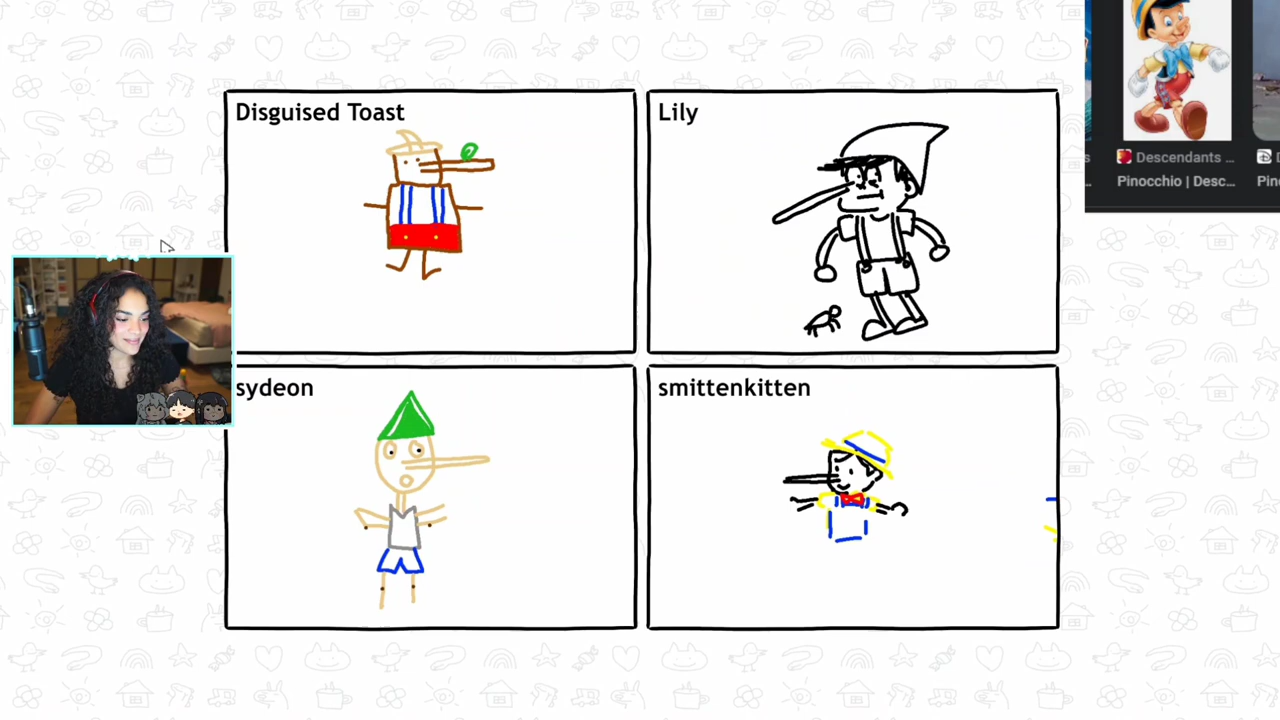 Disguised Toast
Lily
Descendants ...
Pinocchio | Desc...
sydeon
smittenkitten